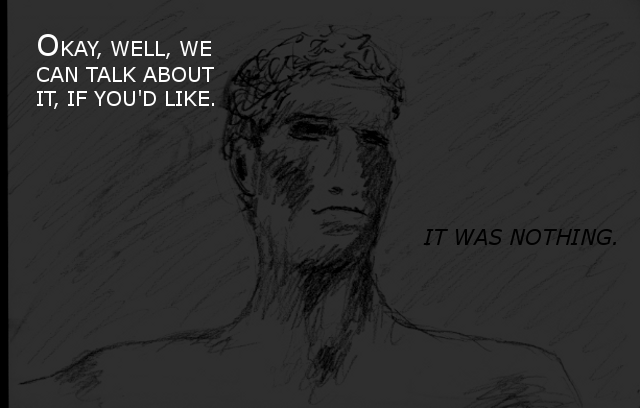 OKAY, WELL, WE
CAN TALK ABOUT
IT, IF YOU'D LIKE.
IT WAS NOTHING.